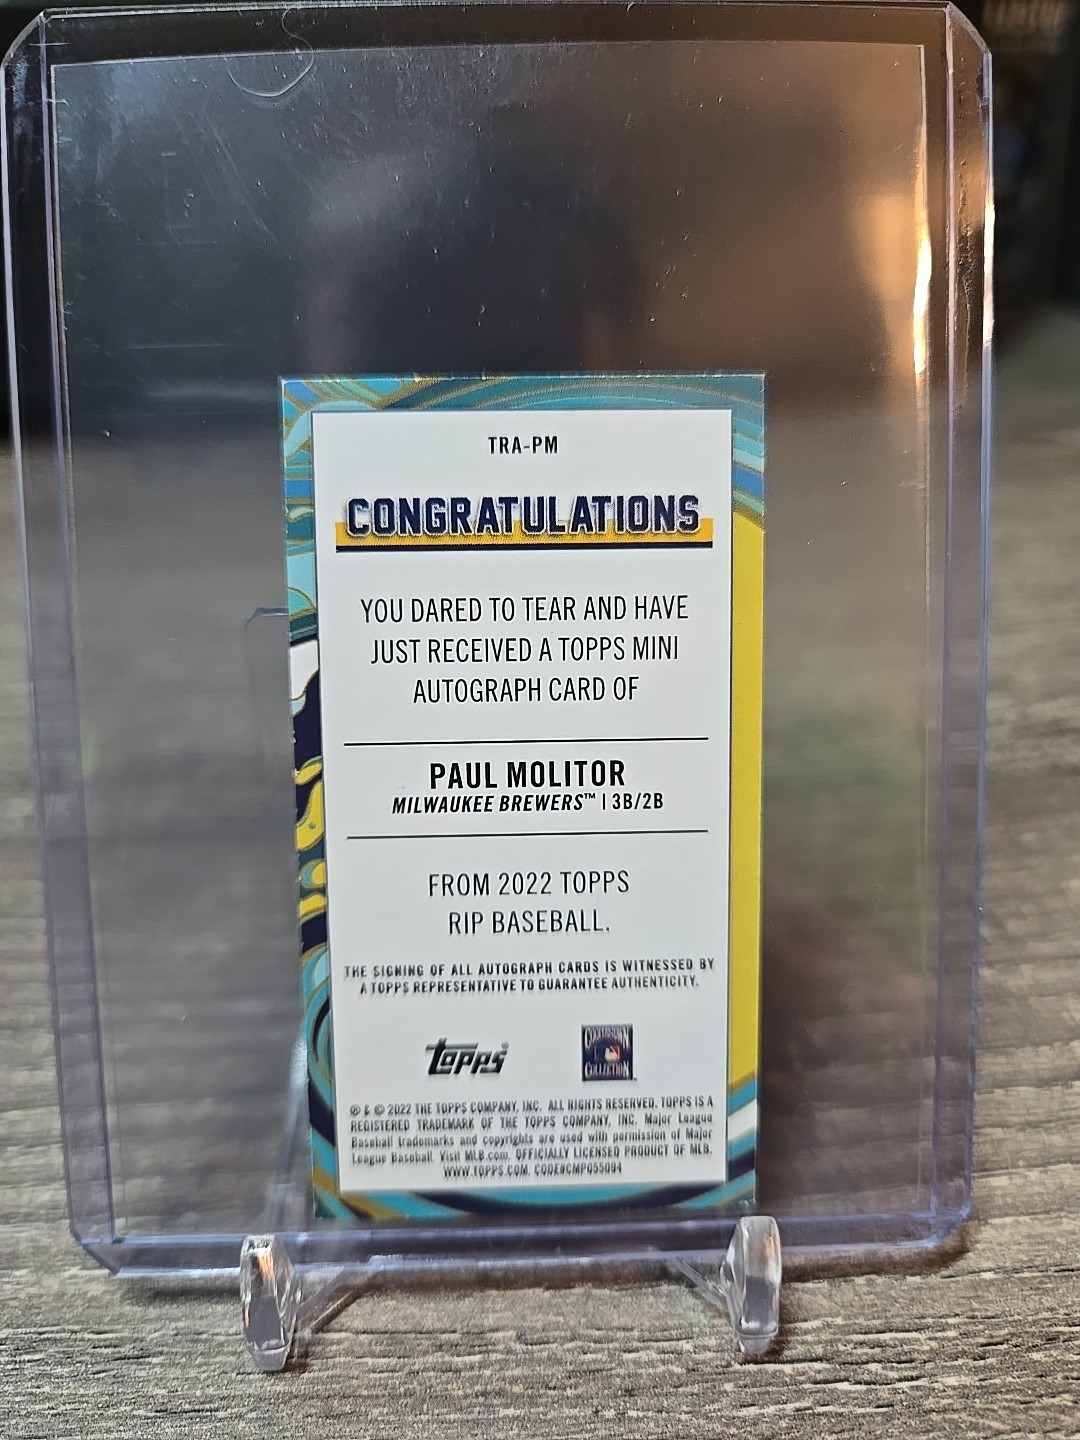 TRA-PM
CONGRATULATIONS
YOU DARED TO TEAR AND HAVE
JUST RECEIVED A TOPPS MINI
AUTOGRAPH CARD OF
PAUL MOLITOR
MILWAUKEE BREWERS™ | 3B/2B
FROM 2022 TOPPS
RIP BASEBALL.
THE SIGNING OF ALL AUTOGRAPH CARDS IS WITNESSED BY
A TOPPS REPRESENTATIVE TO GUARANTEE AUTHENTICITY.
topps®
COOPERSTOWN
COLLECTION™
® & © 2022 THE TOPPS COMPANY, INC. ALL RIGHTS RESERVED. TOPPS IS A
REGISTERED TRADEMARK OF THE TOPPS COMPANY, INC. Major League
Baseball trademarks and copyrights are used with permission of Major
League Baseball. Visit MLB.com. OFFICIALLY LICENSED PRODUCT OF MLB.
WWW.TOPPS.COM. CODE#CMP055094